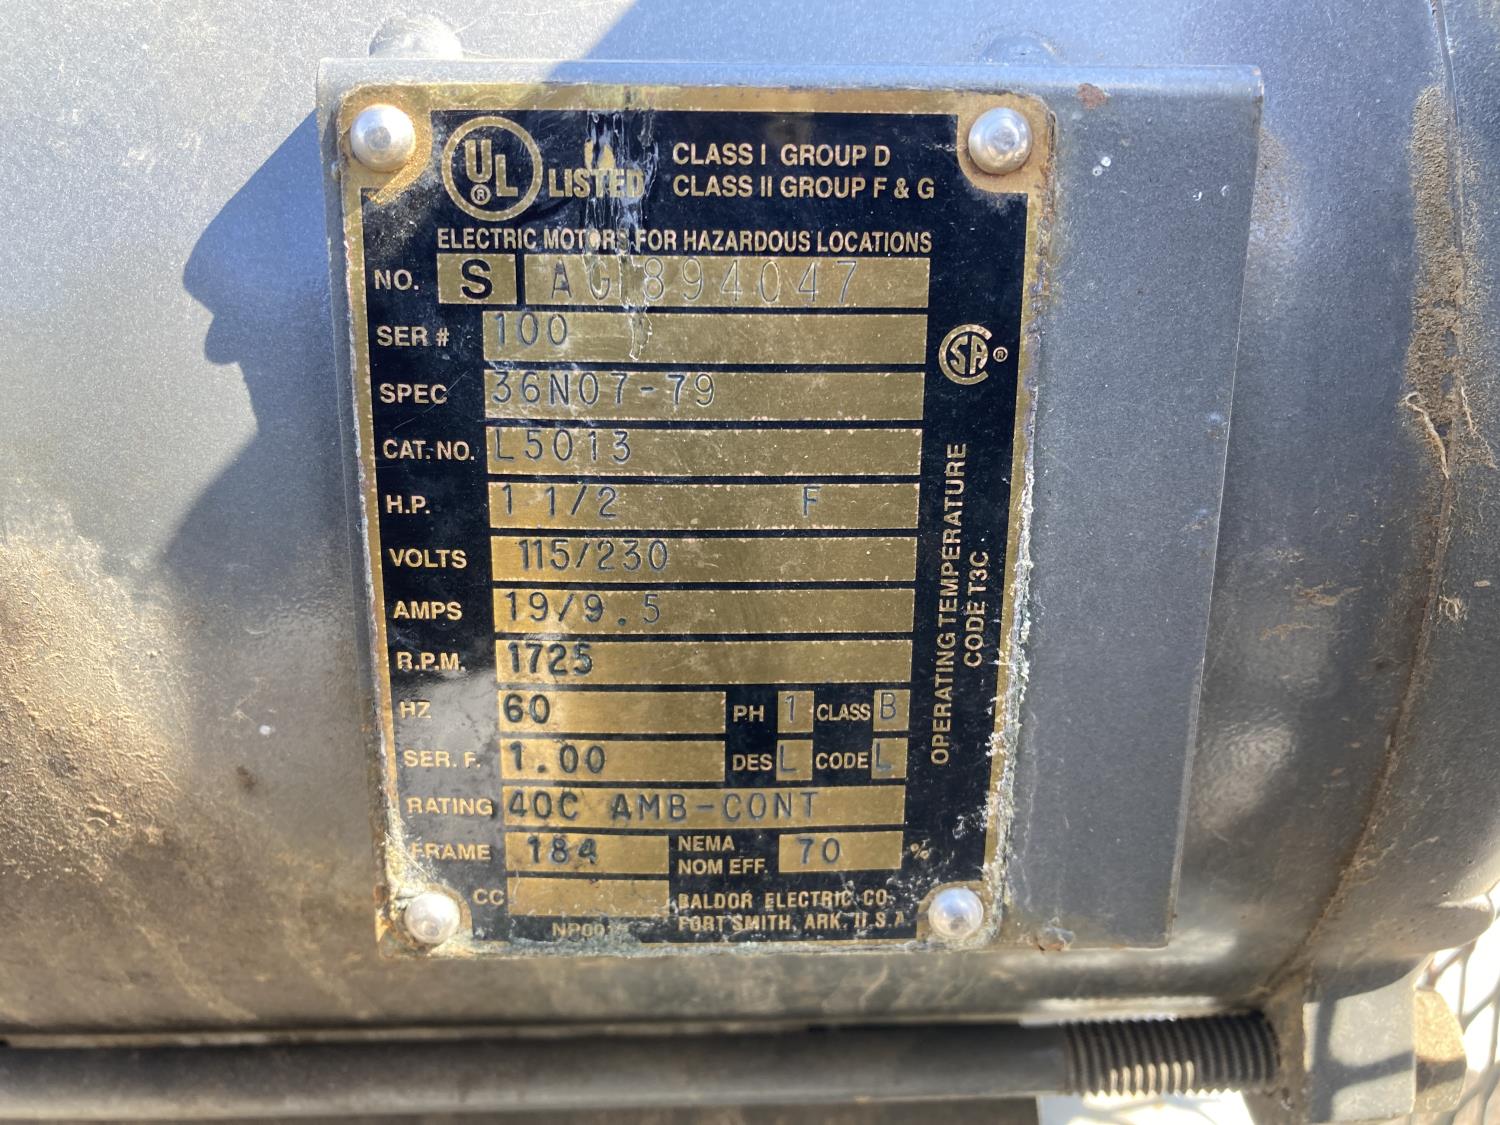 UL ® LISTED
CLASS I GROUP D
CLASS II GROUP F & G
ELECTRIC MOTORS FOR HAZARDOUS LOCATIONS
NO. S AG 894047
SER # 100
SPEC 36N07-79
CAT. NO. L5013
H.P. 1 1/2 F
VOLTS 115/230
AMPS 19/9.5
R.P.M. 1725
HZ 60 PH 1 CLASS B
SER. F. 1.00 DES L CODE L
RATING 40C AMB-CONT
FRAME 184 NEMA NOM EFF. 70 %
CC
BALDOR ELECTRIC CO.
FORT SMITH, ARK. U.S.A.
SA ®
OPERATING TEMPERATURE
CODE T3C